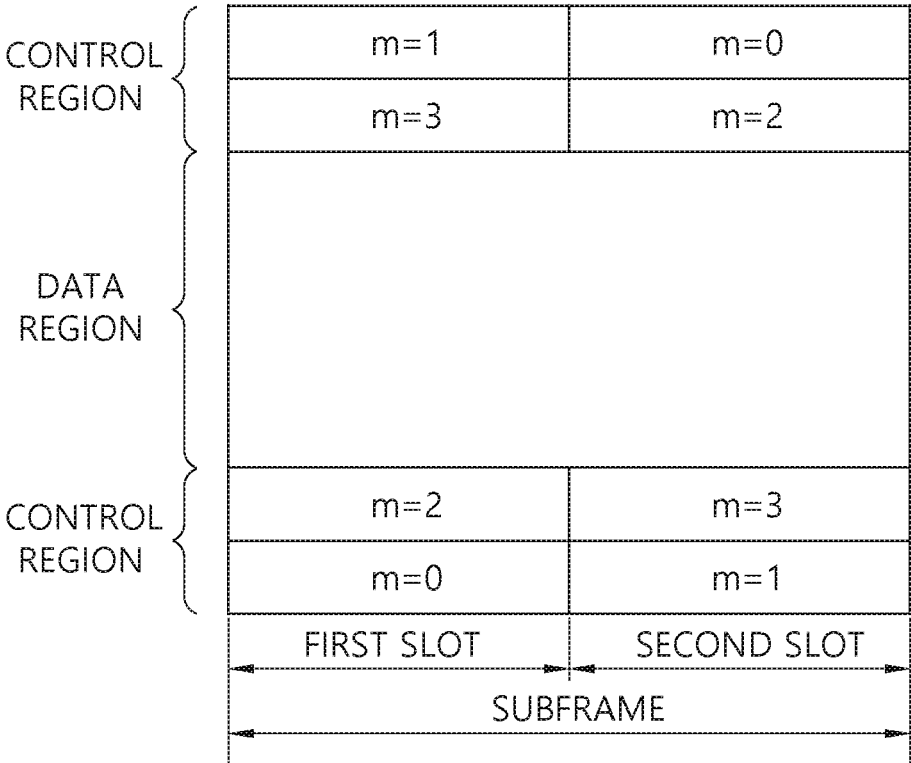 CONTROL
REGION
m=1
m=0
m=3
m=2
DATA
REGION
CONTROL
REGION
m=2
m=3
m=0
m=1
FIRST SLOT
SECOND SLOT
SUBFRAME